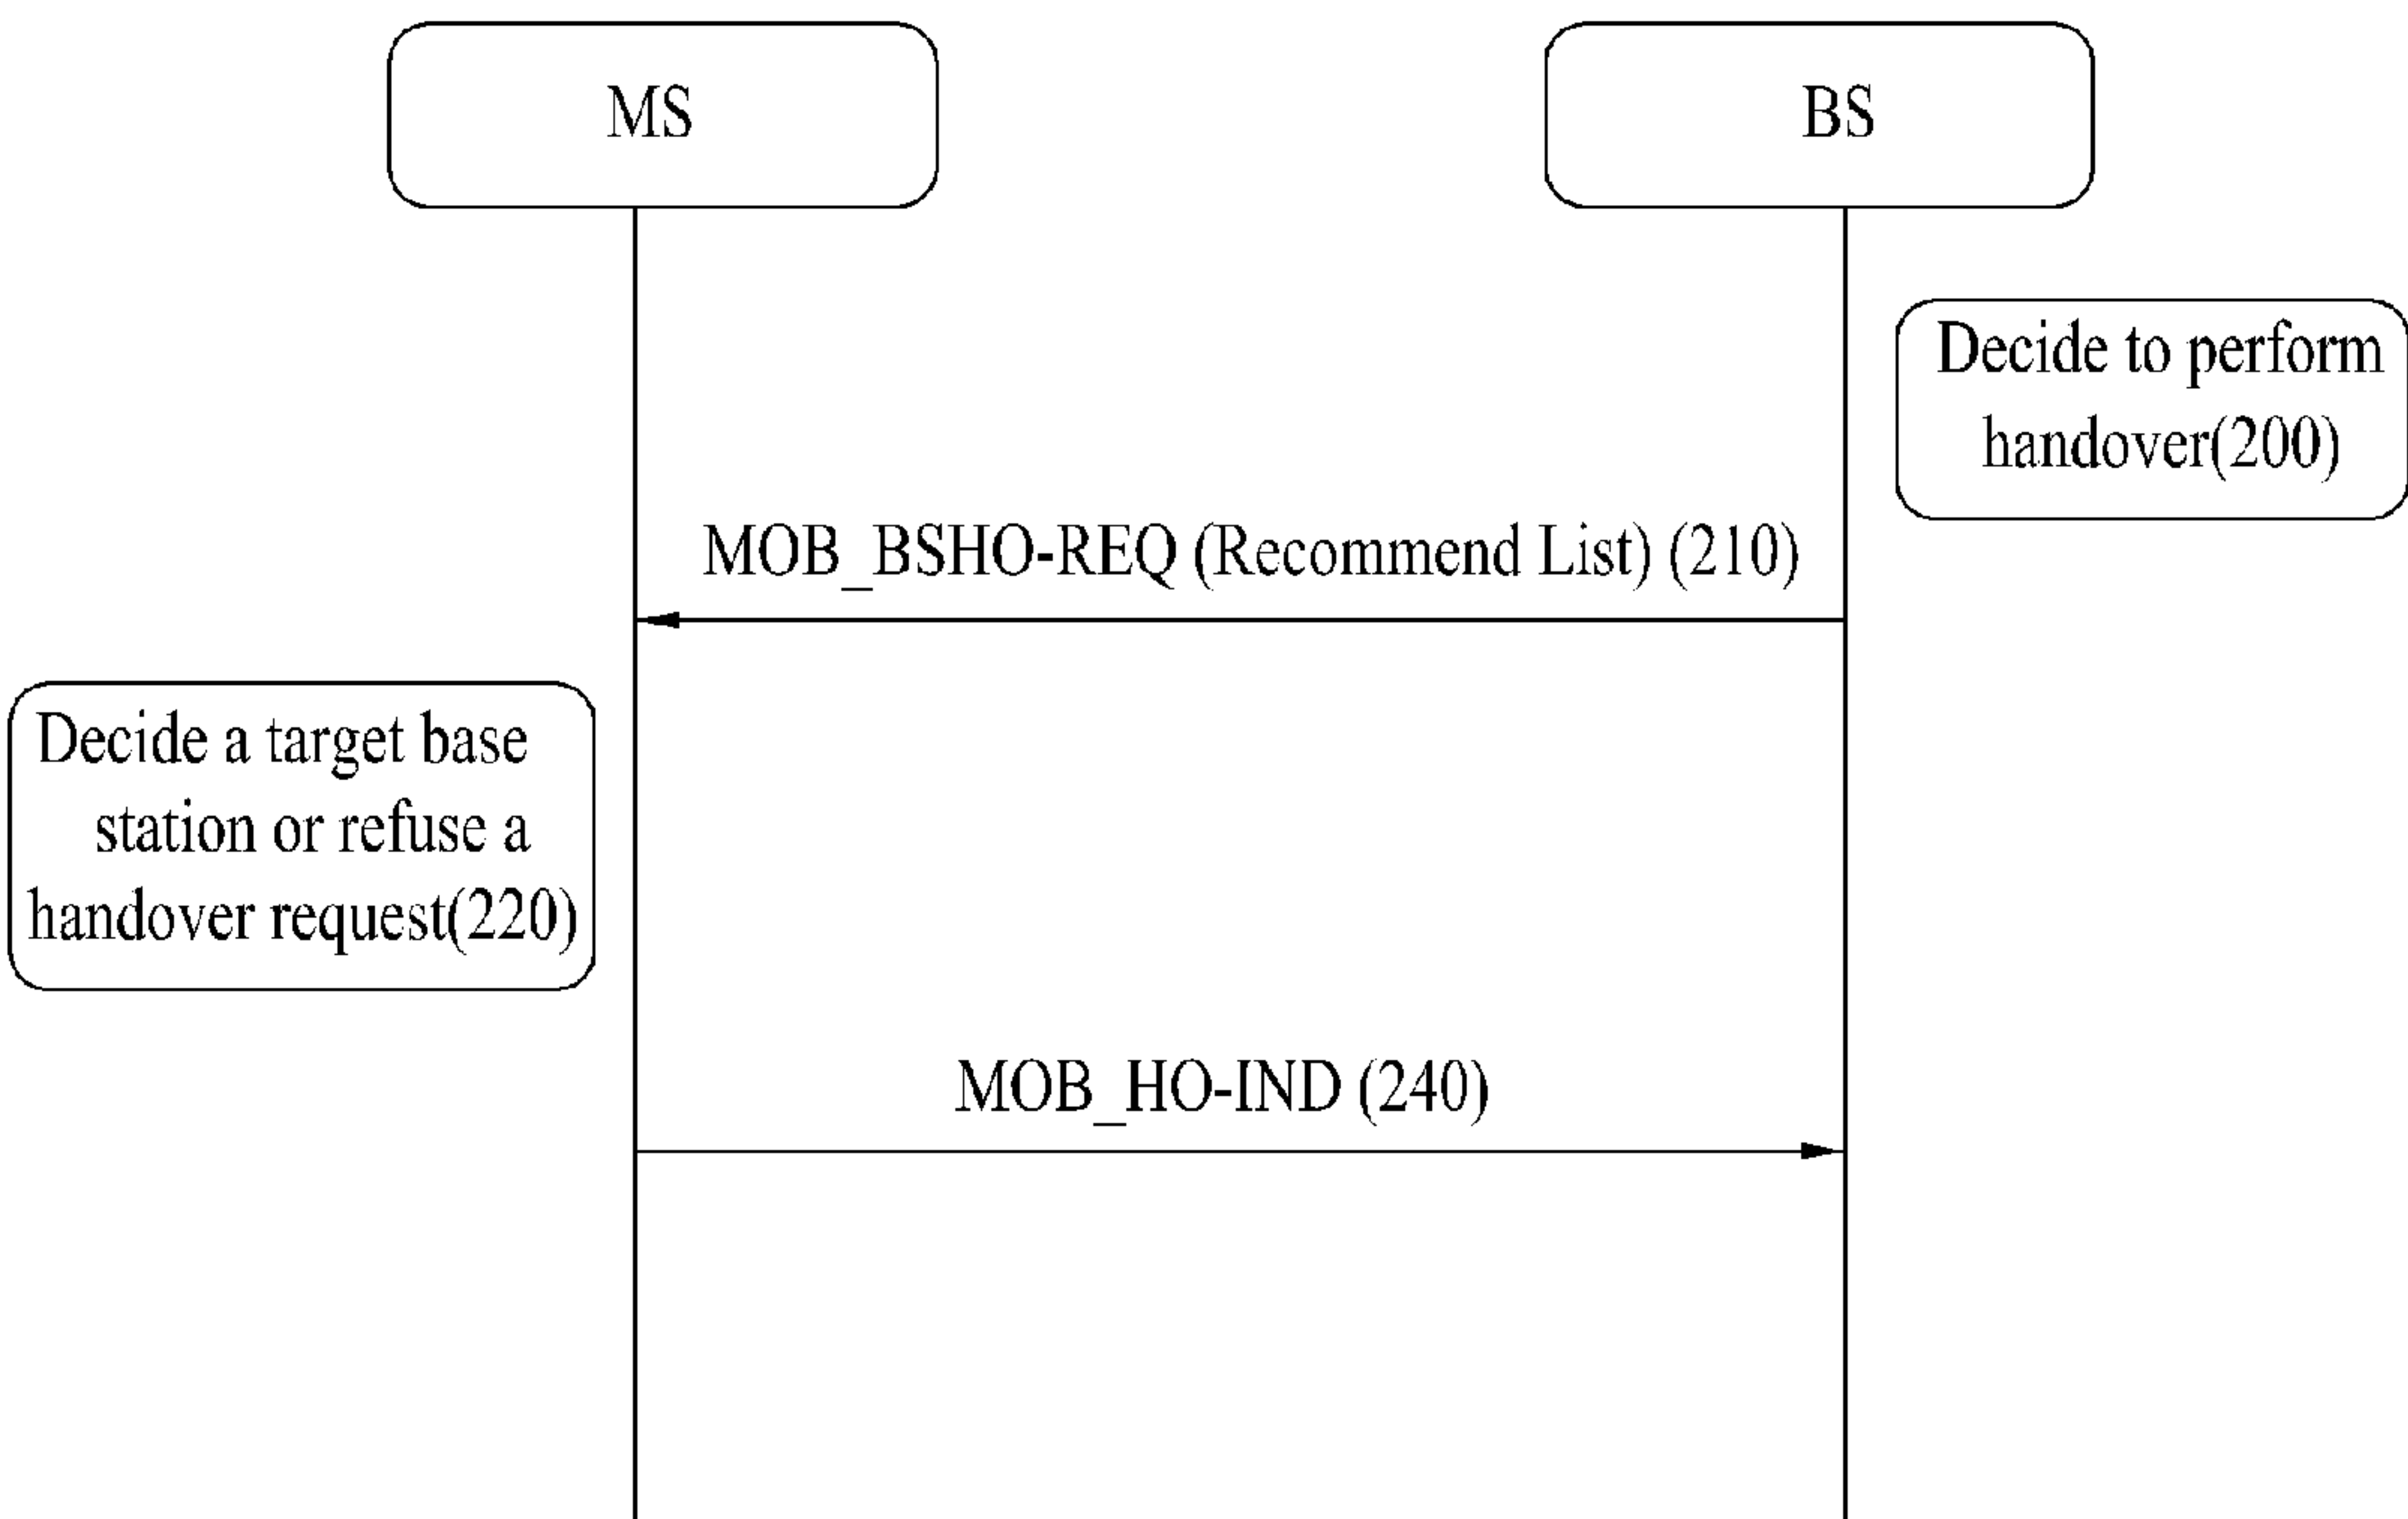 MS
BS
Decide to perform
handover(200)
MOB_BSHO-REQ (Recommend List) (210)
Decide a target base
station or refuse a
handover request(220)
MOB_HO-IND (240)